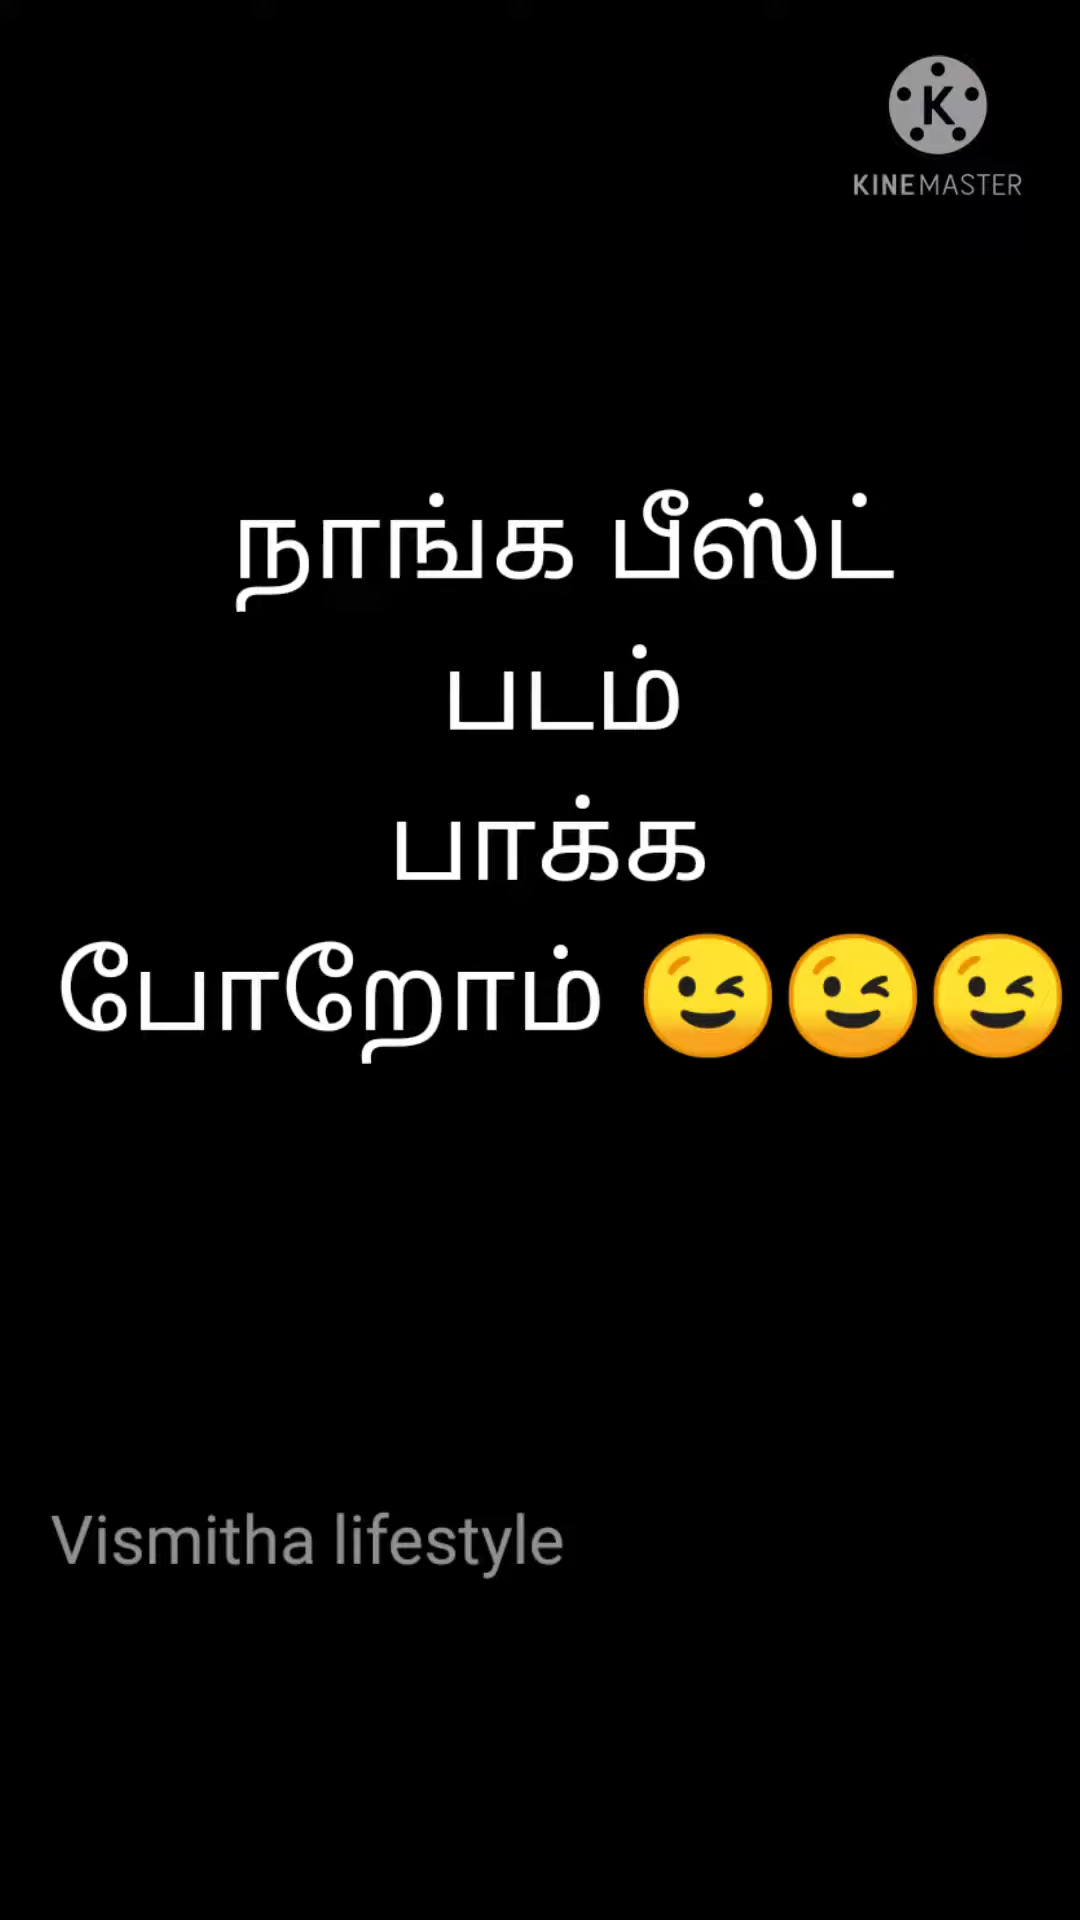 K
KINEMASTER
நாங்க பீஸ்ட்
படம்
பாக்க
போறோம் 😉😉😉
Vismitha lifestyle